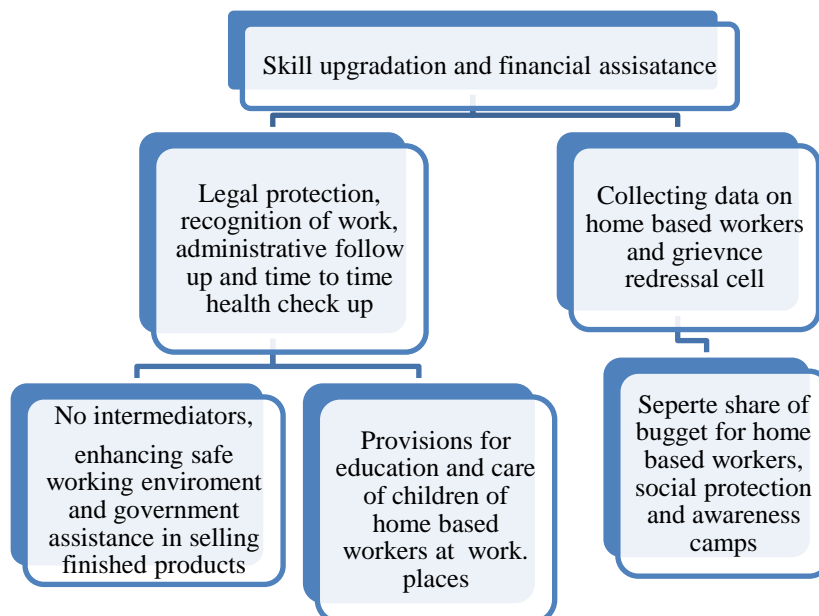 Skill upgradation and financial assisatance
Legal protection,
recognition of work,
administrative follow
up and time to time
health check up
Collecting data on
home based workers
and grievnce
redressal cell
No intermediators,
enhancing safe
working enviroment
and government
assistance in selling
finished products
Provisions for
education and care
of children of
home based
workers at work.
places
Seperte share of
bugget for home
based workers,
social protection
and awareness
camps